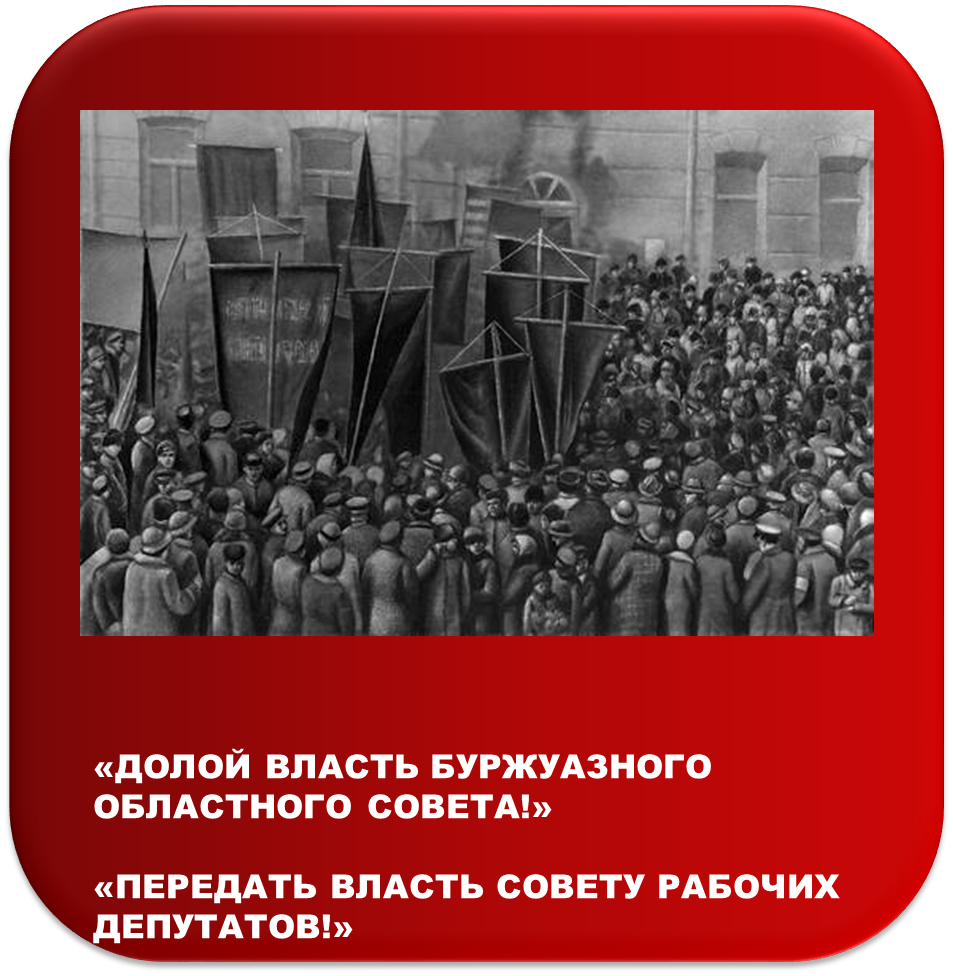 «ДОЛОЙ ВЛАСТЬ БУРЖУАЗНОГО
ОБЛАСТНОГО СОВЕТА!»
«ПЕРЕДАТЬ ВЛАСТЬ СОВЕТУ РАБОЧИХ
ДЕПУТАТОВ!»